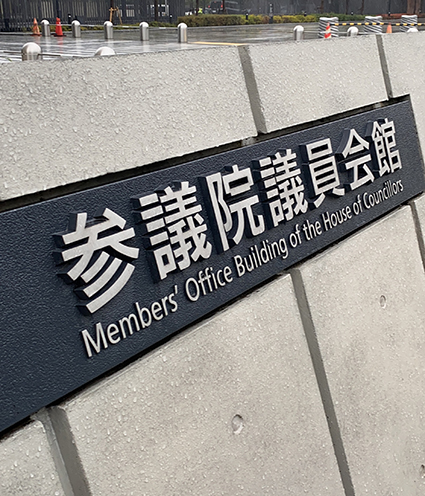 参議院議員会館
Members' Office Building of the House of Councillors